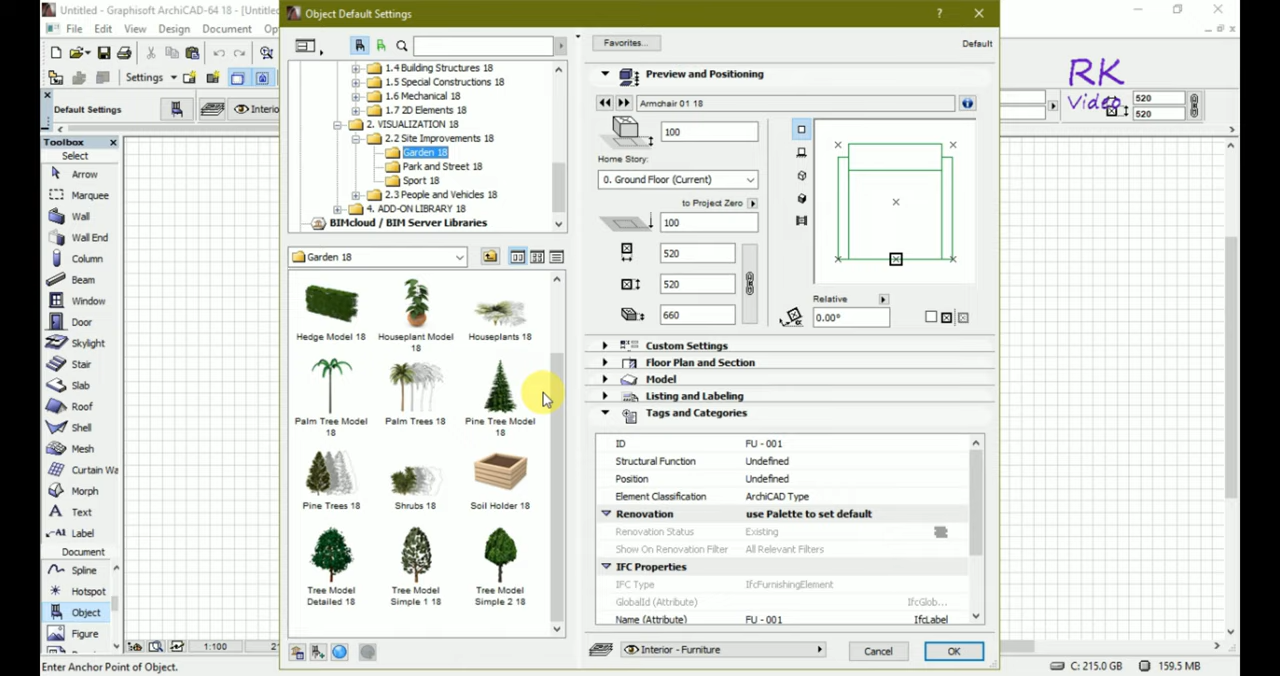 Untitled - Graphisoft ArchiCAD-64 18 - [Untitled
File Edit View Design Document
Settings
Default Settings
Interio
Toolbox
Select
Arrow
Marquee
Wall
Wall End
Column
Beam
Window
Door
Skylight
Stair
Slab
Roof
Shell
Mesh
Curtain Wa
Morph
Text
A1 Label
Document
Spline
Hotspot
Object
Figure
1:100
Enter Anchor Point of Object.
Object Default Settings
?
1.4 Building Structures 18
1.5 Special Constructions 18
1.6 Mechanical 18
1.7 2D Elements 18
2. VISUALIZATION 18
2.2 Site Improvements 18
Garden 18
Park and Street 18
Sport 18
2.3 People and Vehicles 18
4. ADD-ON LIBRARY 18
BIMcloud / BIM Server Libraries
Garden 18
Hedge Model 18
Houseplant Model 18
Houseplants 18
Palm Tree Model 18
Palm Trees 18
Pine Tree Model 18
Pine Trees 18
Shrubs 18
Soil Holder 18
Tree Model Detailed 18
Tree Model Simple 1 18
Tree Model Simple 2 18
Favorites...
Default
Preview and Positioning
Armchair 01 18
100
Home Story:
0. Ground Floor (Current)
to Project Zero
100
520
520
660
Relative
0.00°
Custom Settings
Floor Plan and Section
Model
Listing and Labeling
Tags and Categories
ID FU - 001
Structural Function Undefined
Position Undefined
Element Classification ArchiCAD Type
Renovation use Palette to set default
Renovation Status Existing
Show On Renovation Filter All Relevant Filters
IFC Properties
IFC Type IfcFurnishingElement
GlobalId (Attribute) IfcGlob...
Name (Attribute) FU - 001 IfcLabel
Interior - Furniture
Cancel
OK
RK
Video
520
520
C: 215.0 GB
159.5 MB